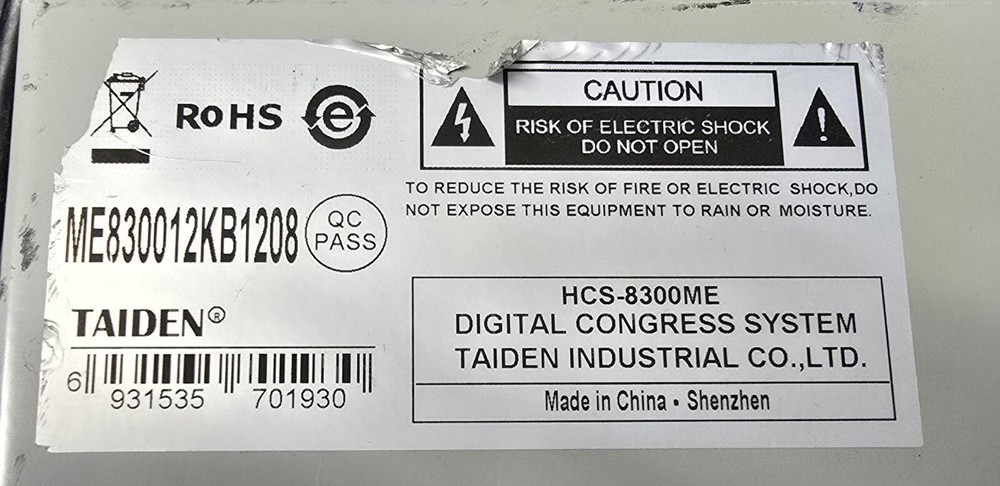 RoHS
e
CAUTION
RISK OF ELECTRIC SHOCK
DO NOT OPEN
TO REDUCE THE RISK OF FIRE OR ELECTRIC SHOCK,DO
NOT EXPOSE THIS EQUIPMENT TO RAIN OR MOISTURE.
ME830012KB1208
QC
PASS
TAIDEN®
6 931535 701930
HCS-8300ME
DIGITAL CONGRESS SYSTEM
TAIDEN INDUSTRIAL CO.,LTD.
Made in China • Shenzhen